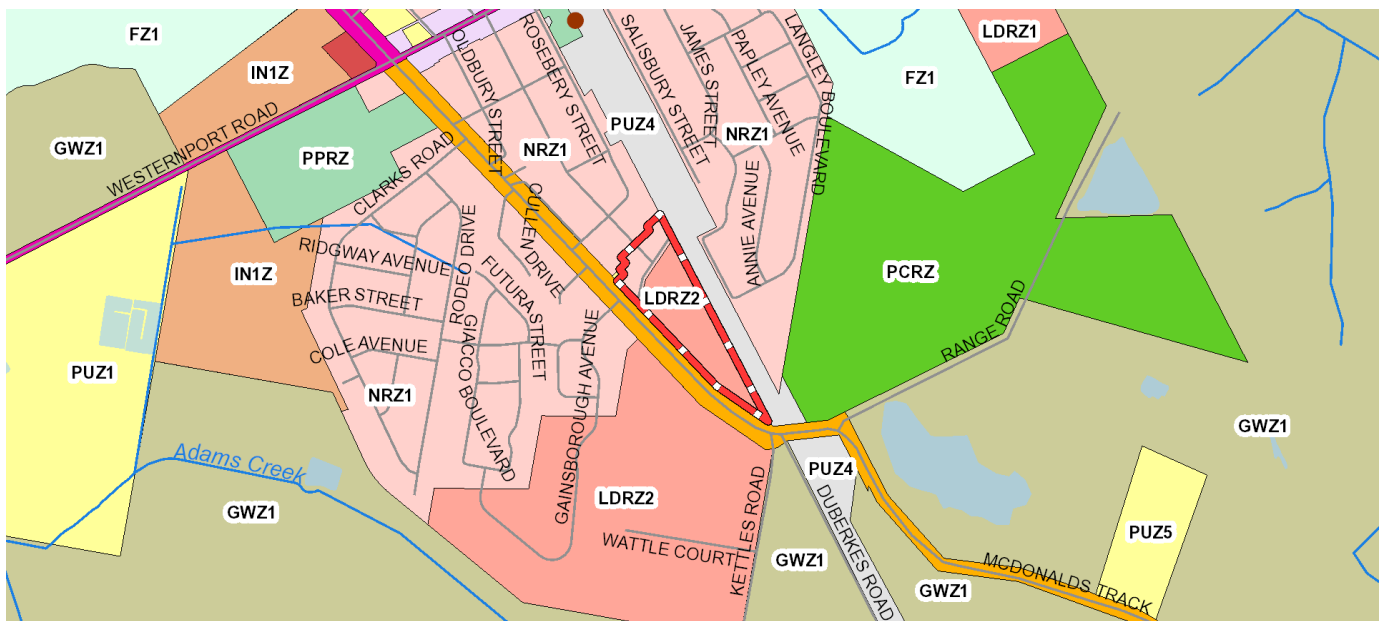 FZ1
LDRZ1
IN1Z
OLDBURY STREET
ROSEBERY STREET
SALISBURY STREET
JAMES STREET
PAPLEY AVENUE
LANGLEY BOULEVARD
FZ1
GWZ1
WESTERNPORT ROAD
PPRZ
CLARKS ROAD
NRZ1
PUZ4
NRZ1
RIDGWAY AVENUE
RODEO DRIVE
CULLEN DRIVE
ANNIE AVENUE
IN1Z
PCRZ
BAKER STREET
FUTURA STREET
LDRZ2
COLE AVENUE
GIACCO BOULEVARD
GAINSBOROUGH AVENUE
RANGE ROAD
PUZ1
NRZ1
GWZ1
Adams Creek
GWZ1
LDRZ2
PUZ4
KETTLES ROAD
DUBERKES ROAD
WATTLE COURT
GWZ1
PUZ5
MCDONALDS TRACK
GWZ1